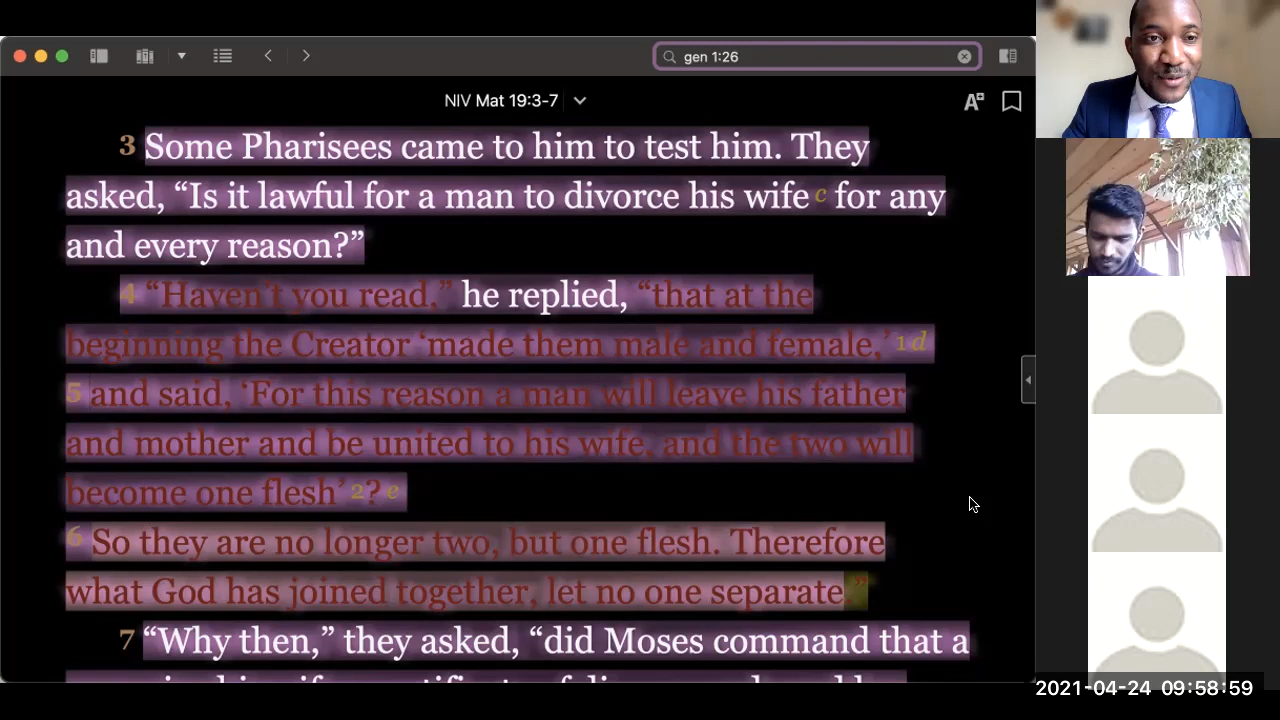 gen 1:26
NIV Mat 19:3-7
3 Some Pharisees came to him to test him. They
asked, “Is it lawful for a man to divorce his wife c for any
and every reason?”
4 “Haven’t you read,” he replied, “that at the
beginning the Creator ‘made them male and female,’ 1 d
5 and said, ‘For this reason a man will leave his father
and mother and be united to his wife, and the two will
become one flesh’ 2? e
6 So they are no longer two, but one flesh. Therefore
what God has joined together, let no one separate.”
7 “Why then,” they asked, “did Moses command that a
2021-04-24 09:58:59